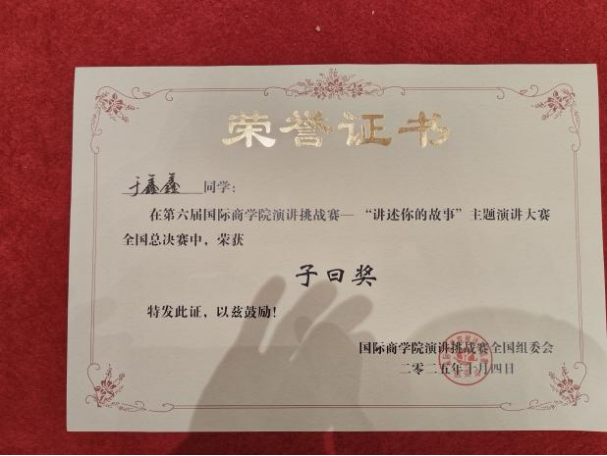 荣誉证书
于鑫鑫 同学：
在第六届国际商学院演讲挑战赛—“讲述你的故事”主题演讲大赛
全国总决赛中，荣获
子曰奖
特发此证，以兹鼓励！
国际商学院演讲挑战赛全国组委会
二零二五年十月四日